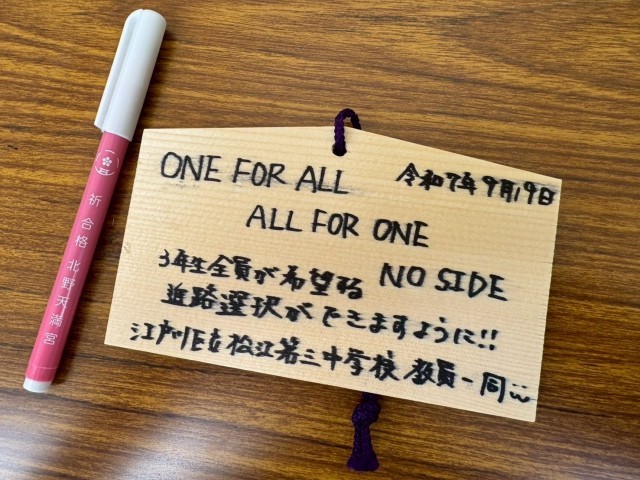 ONE FOR ALL
令和7年9月19日
ALL FOR ONE
NO SIDE
3年生全員が希望する
進路選択ができますように!!
江戸川区立松江第三中学校 教員一同
祈合格 北野天満宮